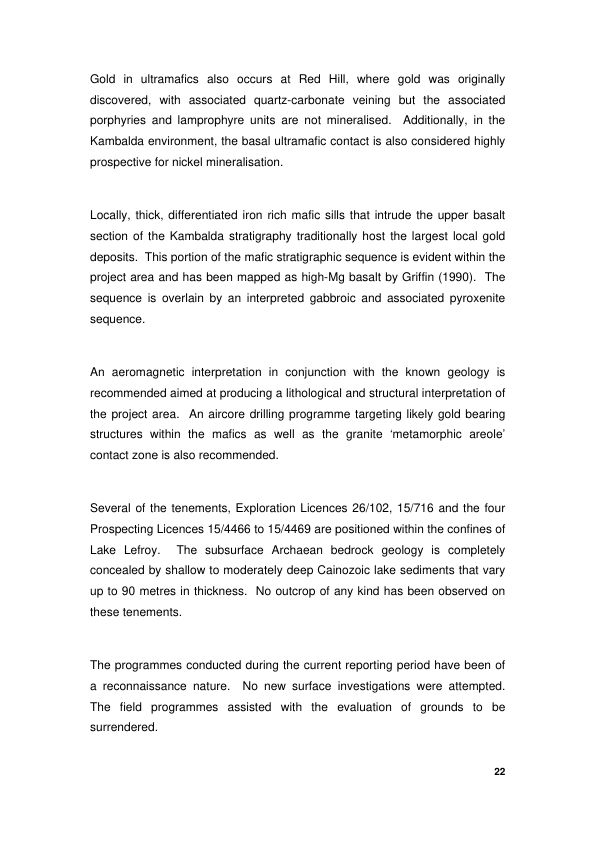 Gold in ultramafics also occurs at Red Hill, where gold was originally
discovered, with associated quartz-carbonate veining but the associated
porphyries and lamprophyre units are not mineralised.  Additionally, in the
Kambalda environment, the basal ultramafic contact is also considered highly
prospective for nickel mineralisation.
Locally, thick, differentiated iron rich mafic sills that intrude the upper basalt
section of the Kambalda stratigraphy traditionally host the largest local gold
deposits.  This portion of the mafic stratigraphic sequence is evident within the
project area and has been mapped as high-Mg basalt by Griffin (1990).  The
sequence is overlain by an interpreted gabbroic and associated pyroxenite
sequence.
An aeromagnetic interpretation in conjunction with the known geology is
recommended aimed at producing a lithological and structural interpretation of
the project area.  An aircore drilling programme targeting likely gold bearing
structures within the mafics as well as the granite ‘metamorphic areole’
contact zone is also recommended.
Several of the tenements, Exploration Licences 26/102, 15/716 and the four
Prospecting Licences 15/4466 to 15/4469 are positioned within the confines of
Lake Lefroy.  The subsurface Archaean bedrock geology is completely
concealed by shallow to moderately deep Cainozoic lake sediments that vary
up to 90 metres in thickness.  No outcrop of any kind has been observed on
these tenements.
The programmes conducted during the current reporting period have been of
a reconnaissance nature.  No new surface investigations were attempted.
The field programmes assisted with the evaluation of grounds to be
surrendered.
22